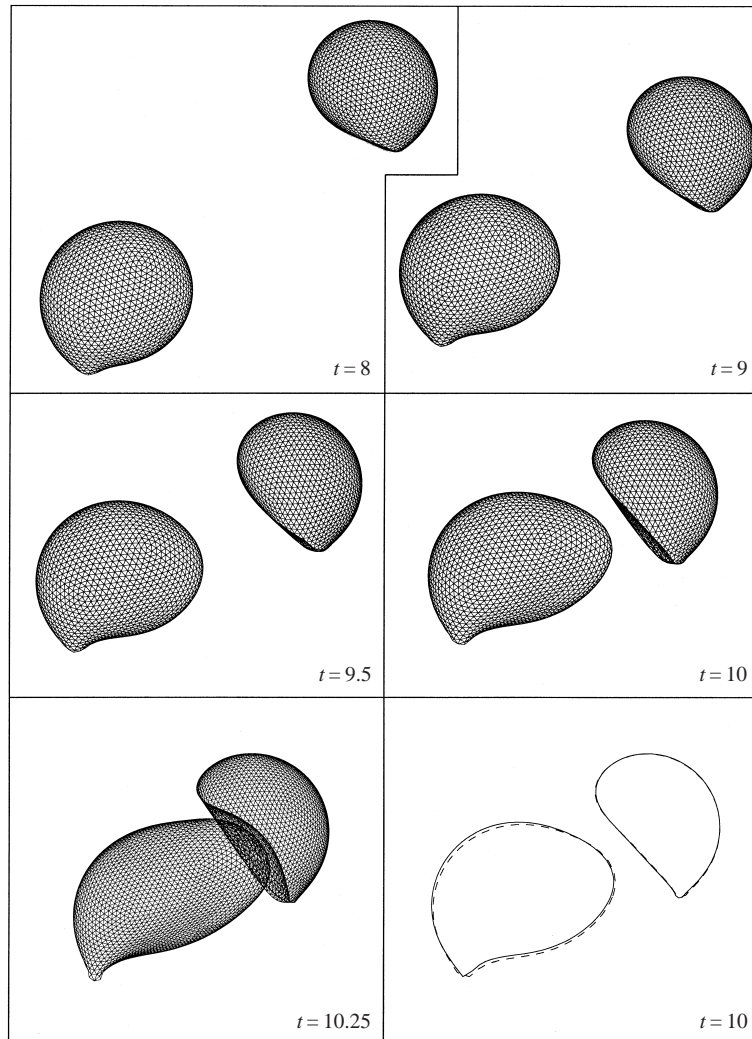 t = 8
t = 9
t = 9.5
t = 10
t = 10.25
t = 10